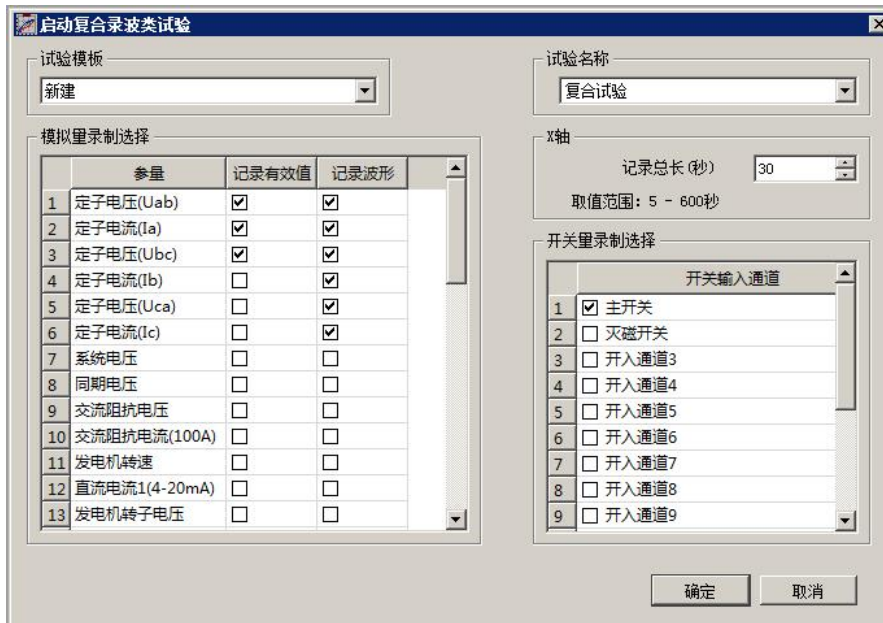 启动复合录波类试验
试验模板
新建
试验名称
复合试验
模拟量录制选择
参量 记录有效值 记录波形
1 定子电压(Uab)
2 定子电流(Ia)
3 定子电压(Ubc)
4 定子电流(Ib)
5 定子电压(Uca)
6 定子电流(Ic)
7 系统电压
8 同期电压
9 交流阻抗电压
10 交流阻抗电流(100A)
11 发电机转速
12 直流电流1(4-20mA)
13 发电机转子电压
X轴
记录总长(秒) 30
取值范围: 5 - 600秒
开关量录制选择
开关输入通道
1 主开关
2 灭磁开关
3 开入通道3
4 开入通道4
5 开入通道5
6 开入通道6
7 开入通道7
8 开入通道8
9 开入通道9
确定 取消